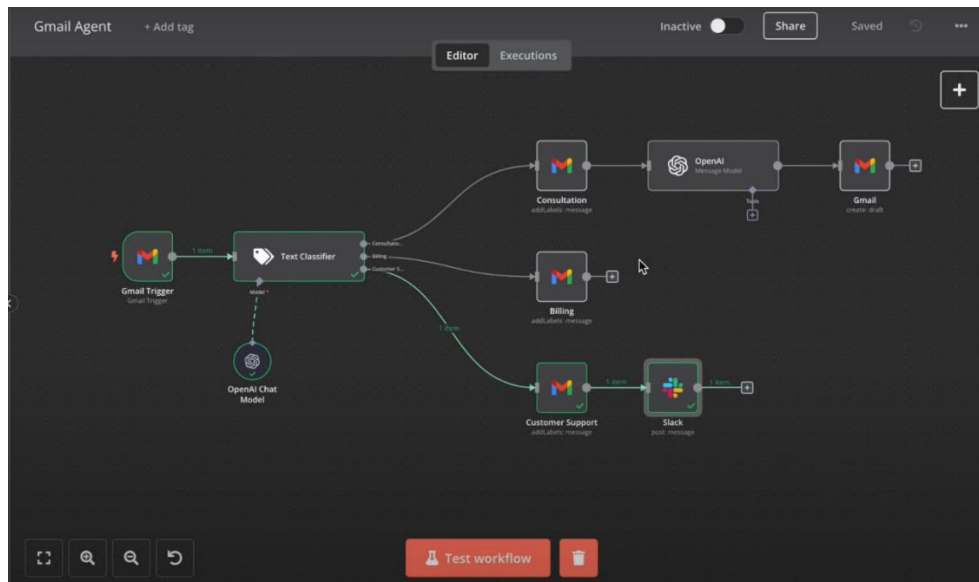 Gmail Agent
+ Add tag
Inactive
Share
Saved
Editor
Executions
Consultation
addLabels: message
OpenAI
Message Model
Tools
Gmail
create: draft
1 item
Text Classifier
Consultatio...
Billing
Customer S...
Model *
Gmail Trigger
Gmail Trigger
Billing
addLabels: message
1 item
OpenAI Chat
Model
1 item
1 item
Customer Support
addLabels: message
Slack
post: message
Test workflow